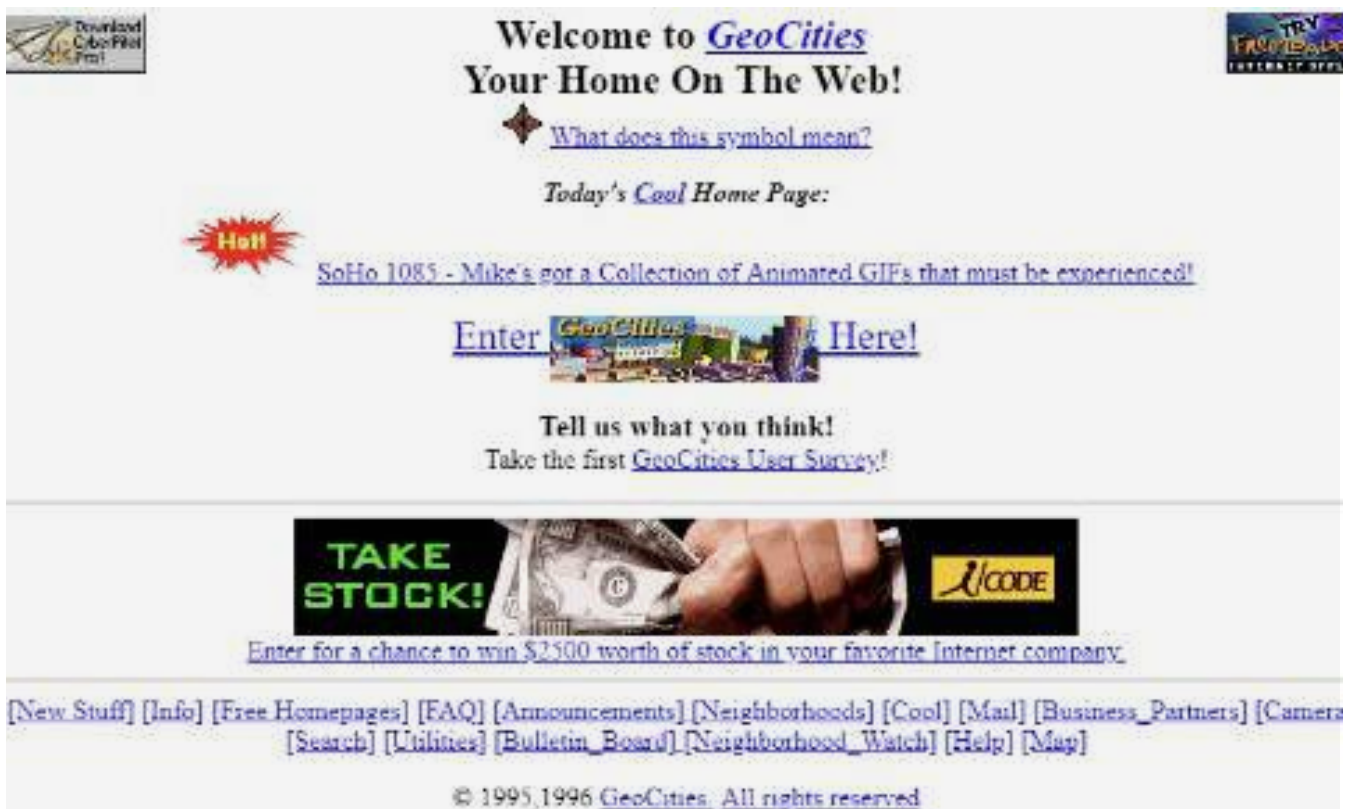 Download
CyberPilot
Pro!
Welcome to GeoCities
Your Home On The Web!
TRY
What does this symbol mean?
Today's Cool Home Page:
Hot!
SoHo 1085 - Mike's got a Collection of Animated GIFs that must be experienced!
Enter GeoCities Here!
Tell us what you think!
Take the first GeoCities User Survey!
TAKE
STOCK!
i/CODE
Enter for a chance to win $2500 worth of stock in your favorite Internet company.
[New Stuff] [Info] [Free Homepages] [FAQ] [Announcements] [Neighborhoods] [Cool] [Mail] [Business_Partners] [Camera
[Search] [Utilities] [Bulletin_Board] [Neighborhood_Watch] [Help] [Map]
© 1995,1996 GeoCities. All rights reserved